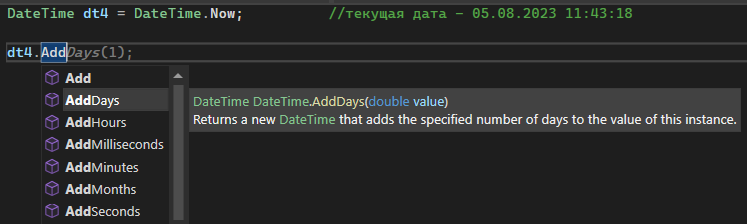 DateTime dt4 = DateTime.Now; //текущая дата - 05.08.2023 11:43:18
dt4.AddDays(1);
Add
AddDays
AddHours
AddMilliseconds
AddMinutes
AddMonths
AddSeconds
DateTime DateTime.AddDays(double value)
Returns a new DateTime that adds the specified number of days to the value of this instance.